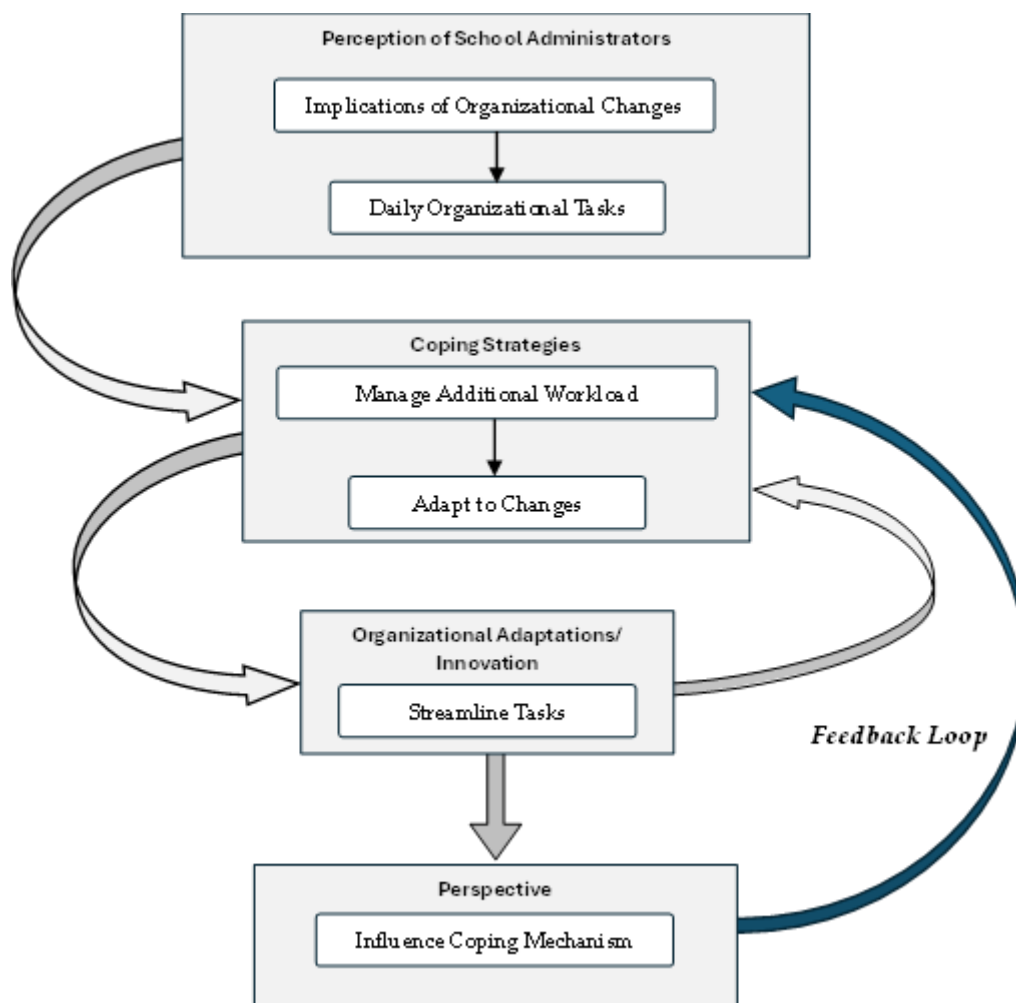 Perception of School Administrators
Implications of Organizational Changes
Daily Organizational Tasks
Coping Strategies
Manage Additional Workload
Adapt to Changes
Organizational Adaptations/
Innovation
Streamline Tasks
Feedback Loop
Perspective
Influence Coping Mechanism